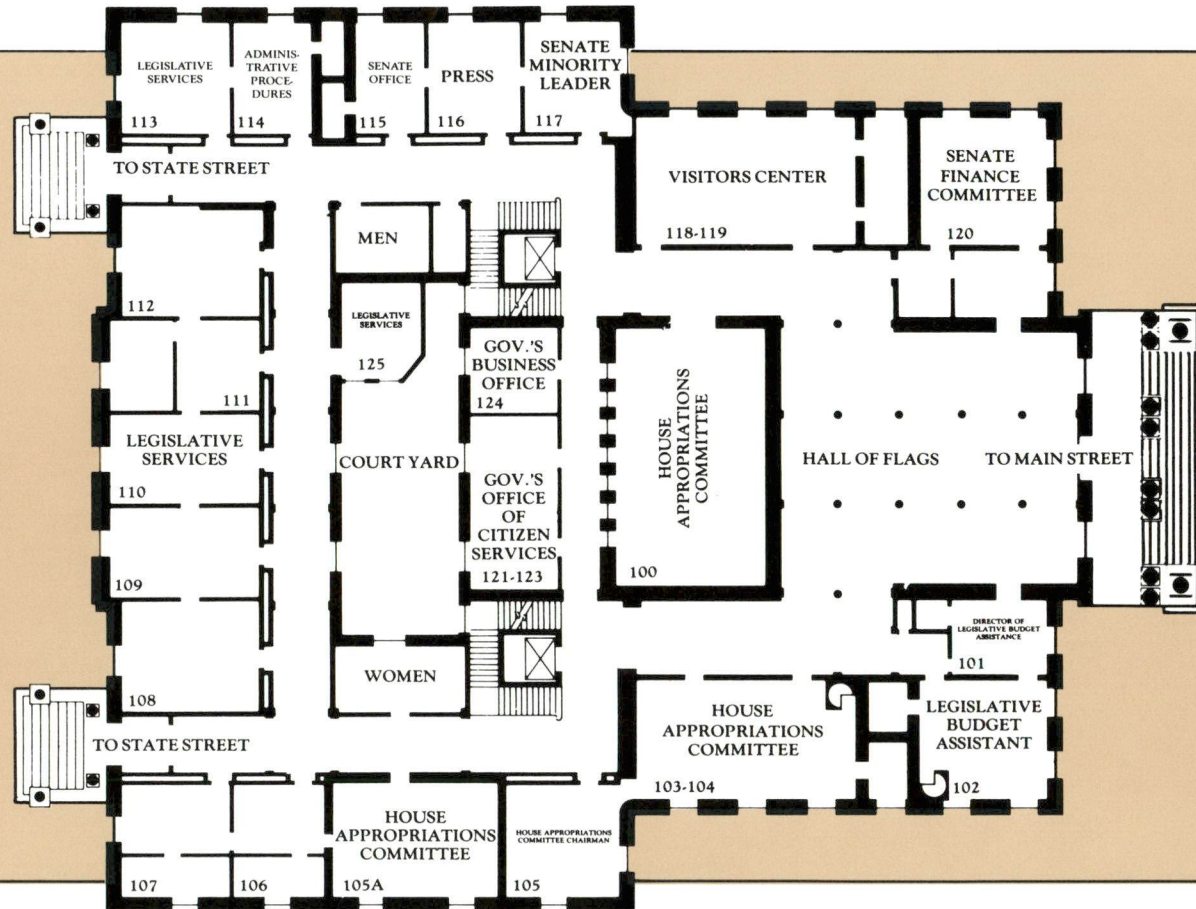 LEGISLATIVE
SERVICES
113
ADMINIS-
TRATIVE
PROCE-
DURES
114
SENATE
OFFICE
115
PRESS
116
SENATE
MINORITY
LEADER
117
TO STATE STREET
VISITORS CENTER
118-119
SENATE
FINANCE
COMMITTEE
120
MEN
112
LEGISLATIVE
SERVICES
125
GOV.'S
BUSINESS
OFFICE
124
111
LEGISLATIVE
SERVICES
110
COURT YARD
GOV.'S
OFFICE
OF
CITIZEN
SERVICES
121-123
HOUSE
APPROPRIATIONS
COMMITTEE
100
HALL OF FLAGS
TO MAIN STREET
109
108
WOMEN
DIRECTOR OF
LEGISLATIVE BUDGET
ASSISTANCE
101
TO STATE STREET
HOUSE
APPROPRIATIONS
COMMITTEE
103-104
LEGISLATIVE
BUDGET
ASSISTANT
102
107
106
HOUSE
APPROPRIATIONS
COMMITTEE
105A
HOUSE APPROPRIATIONS
COMMITTEE CHAIRMAN
105